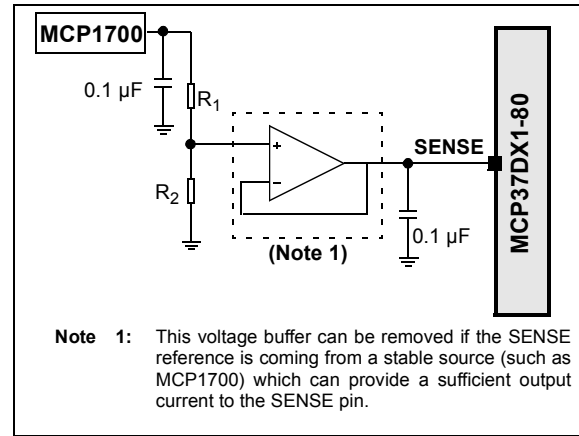 MCP1700
0.1 µF
R1
R2
+
–
SENSE
(Note 1)
0.1 µF
MCP37DX1-80
Note 1: This voltage buffer can be removed if the SENSE
reference is coming from a stable source (such as
MCP1700) which can provide a sufficient output
current to the SENSE pin.